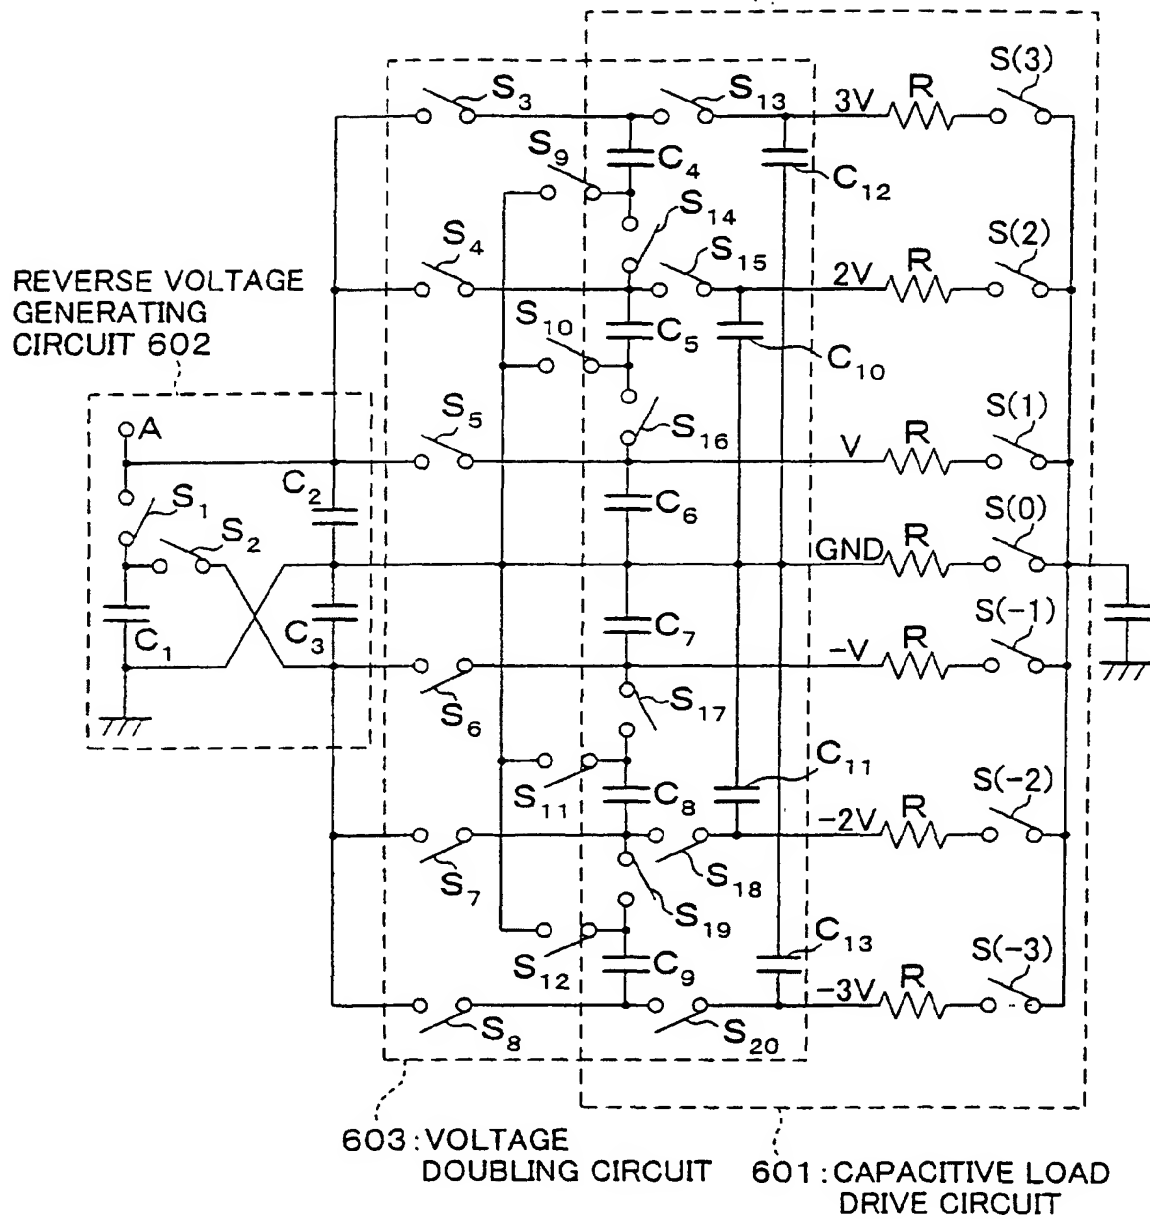 S(3)
S3
S13
3V
R
S9
C4
C12
S14
S4
S15
S(2)
2V
R
REVERSE VOLTAGE
GENERATING
CIRCUIT 602
S10
C5
C10
A
S5
S16
S(1)
V
R
C2
S1
S2
C6
S(0)
GND
R
C1
C3
C7
S(-1)
-V
R
S6
S17
S11
C8
C11
S(-2)
-2V
R
S7
S18
S19
S12
C9
C13
S(-3)
-3V
R
S8
S20
603:VOLTAGE
DOUBLING CIRCUIT
601:CAPACITIVE LOAD
DRIVE CIRCUIT